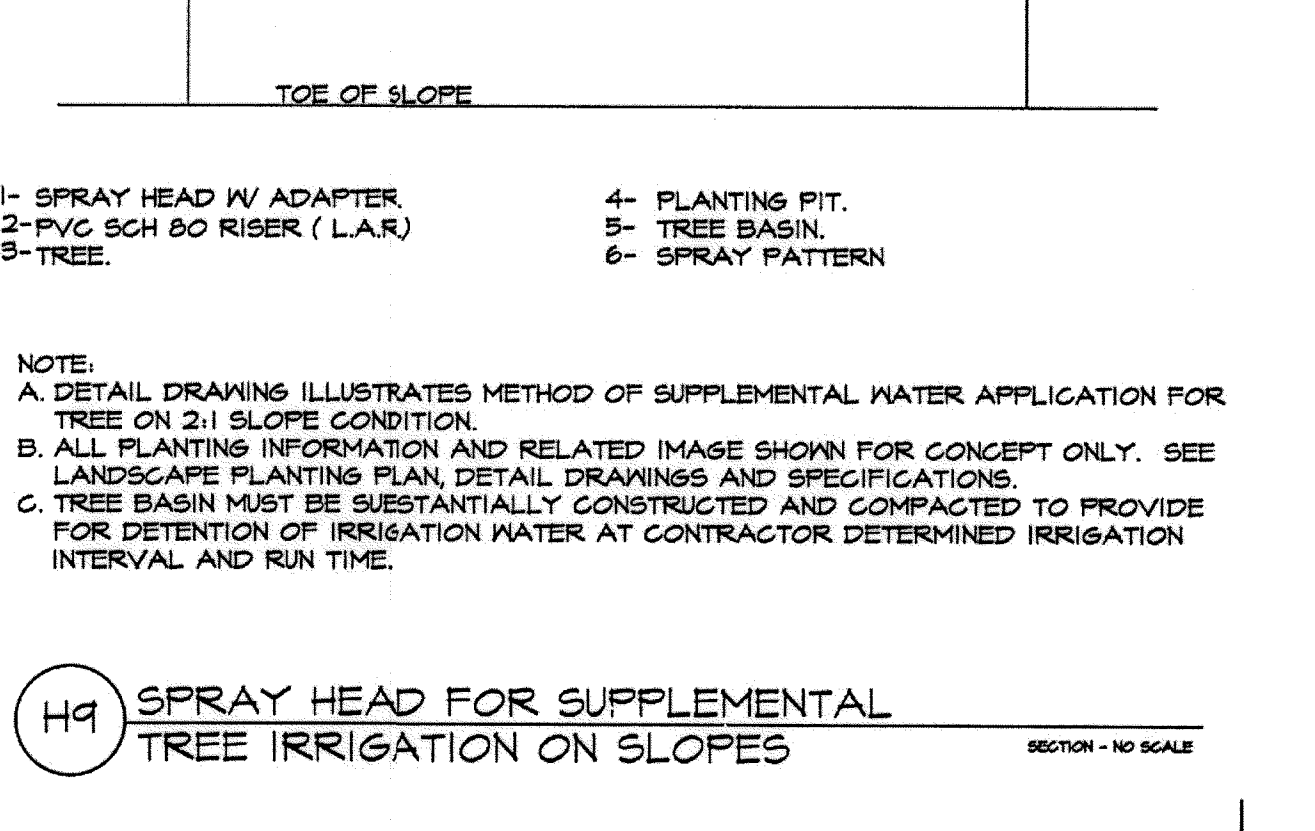 TOE OF SLOPE
1- SPRAY HEAD W/ ADAPTER.
2-PVC SCH 80 RISER ( L.A.R.)
3-TREE.
4- PLANTING PIT.
5- TREE BASIN.
6- SPRAY PATTERN
NOTE:
A. DETAIL DRAWING ILLUSTRATES METHOD OF SUPPLEMENTAL WATER APPLICATION FOR
TREE ON 2:1 SLOPE CONDITION.
B. ALL PLANTING INFORMATION AND RELATED IMAGE SHOWN FOR CONCEPT ONLY. SEE
LANDSCAPE PLANTING PLAN, DETAIL DRAWINGS AND SPECIFICATIONS.
C. TREE BASIN MUST BE SUESTANTIALLY CONSTRUCTED AND COMPACTED TO PROVIDE
FOR DETENTION OF IRRIGATION WATER AT CONTRACTOR DETERMINED IRRIGATION
INTERVAL AND RUN TIME.
H9
SPRAY HEAD FOR SUPPLEMENTAL
TREE IRRIGATION ON SLOPES
SECTION - NO SCALE